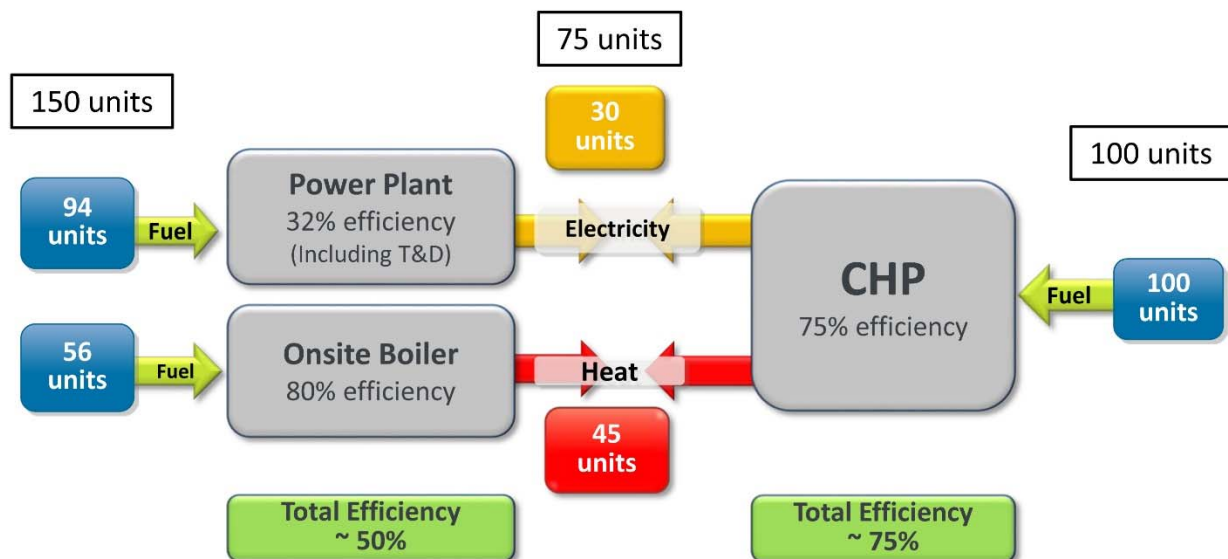 75 units
150 units
30
units
100 units
94
units
Fuel
Power Plant
32% efficiency
(Including T&D)
Electricity
CHP
75% efficiency
Fuel
100
units
56
units
Fuel
Onsite Boiler
80% efficiency
Heat
45
units
Total Efficiency
~ 50%
Total Efficiency
~ 75%